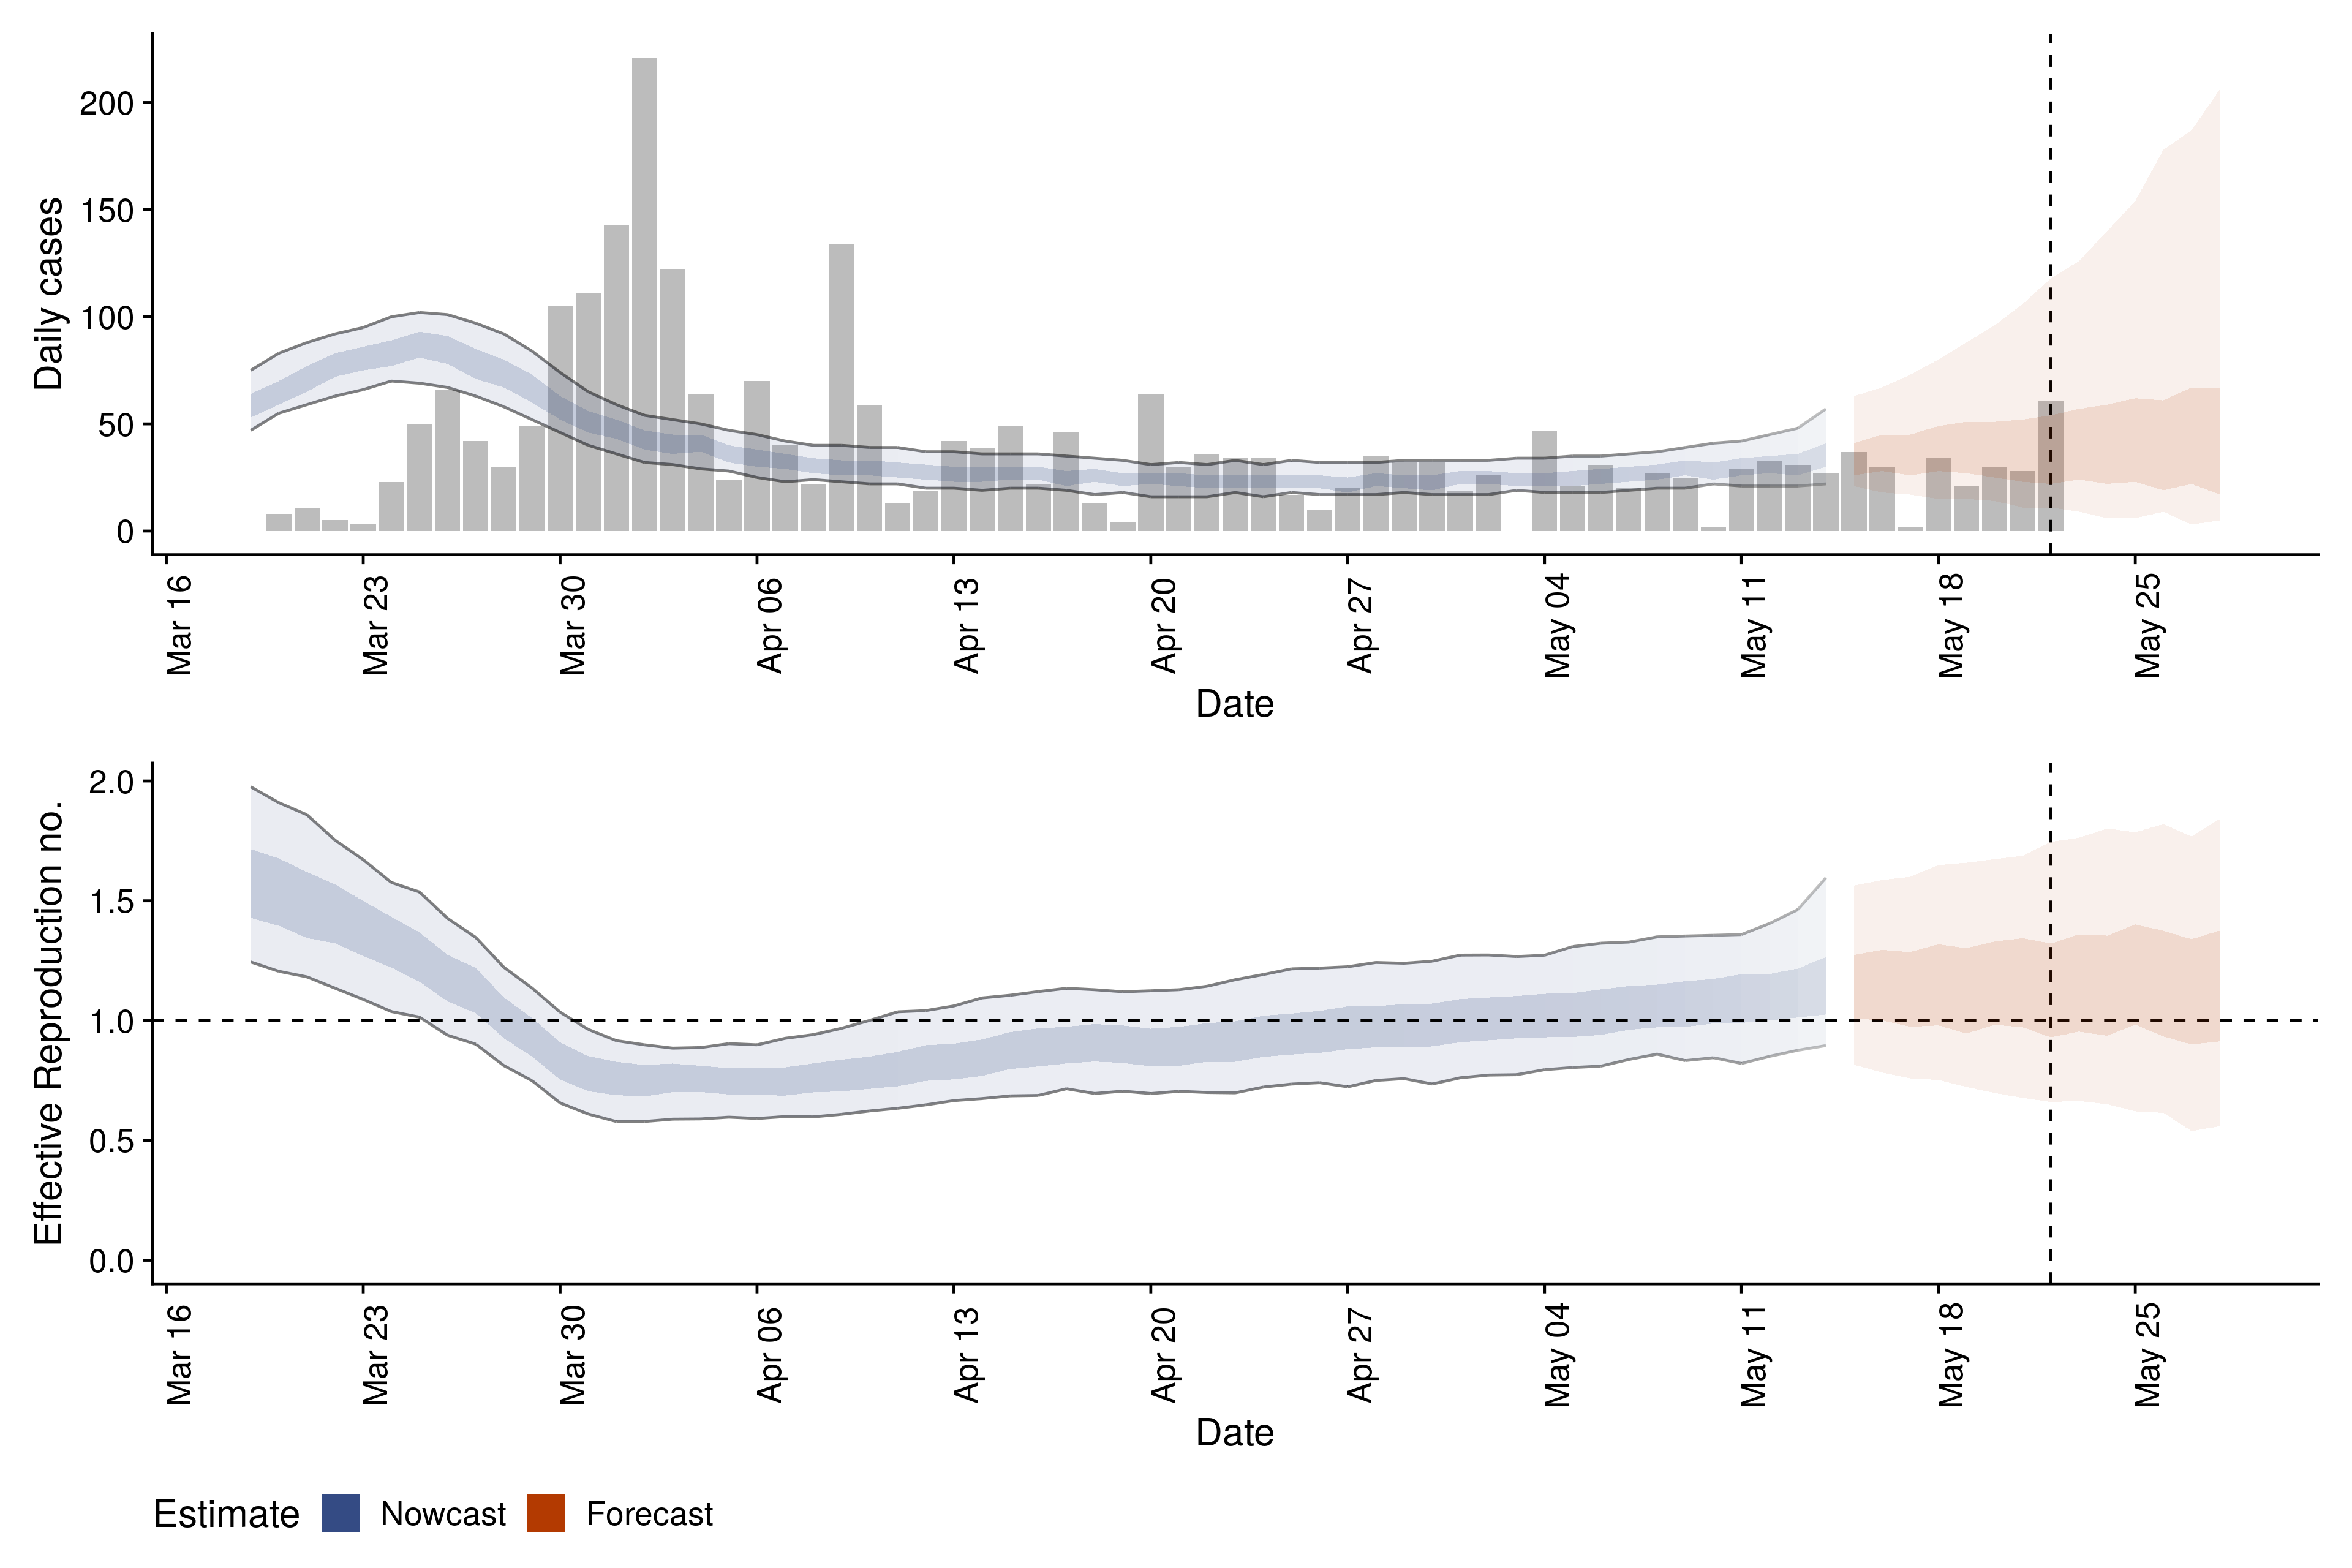 Daily cases
200
150
100
50
0
Mar 16
Mar 23
Mar 30
Apr 06
Apr 13
Apr 20
Apr 27
May 04
May 11
May 18
May 25
Date
Effective Reproduction no.
2.0
1.5
1.0
0.5
0.0
Mar 16
Mar 23
Mar 30
Apr 06
Apr 13
Apr 20
Apr 27
May 04
May 11
May 18
May 25
Date
Estimate Nowcast Forecast